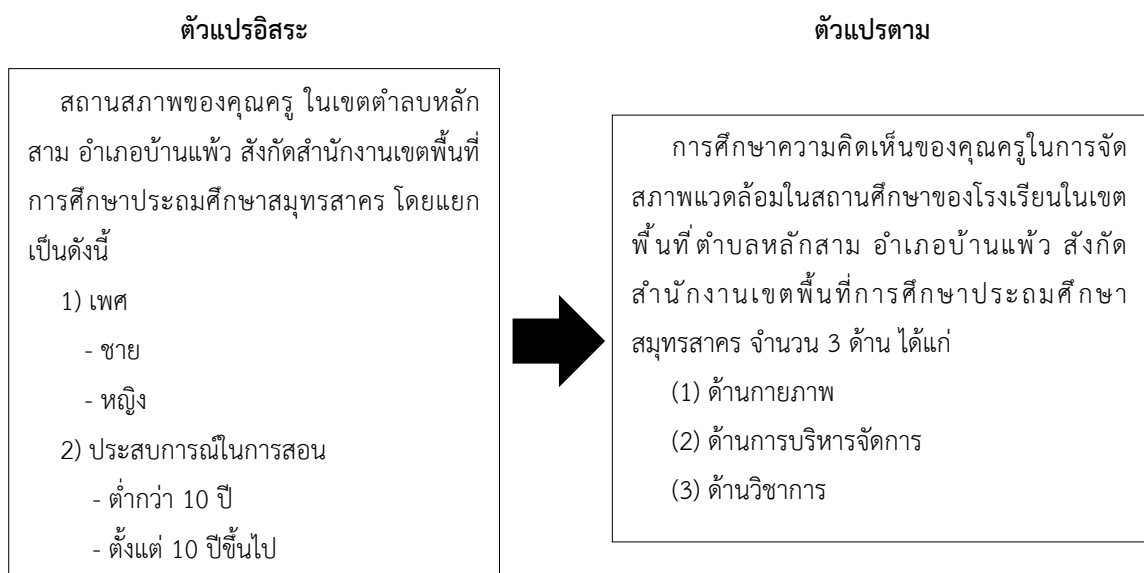 ตัวแปรอิสระ
ตัวแปรตาม
สถานสภาพของคุณครู ในเขตตำลบหลัก
สาม อำเภอบ้านแพ้ว สังกัดสำนักงานเขตพื้นที่
การศึกษาประถมศึกษาสมุทรสาคร โดยแยก
เป็นดังนี้
1) เพศ
- ชาย
- หญิง
2) ประสบการณ์ในการสอน
- ต่ำกว่า 10 ปี
- ตั้งแต่ 10 ปีขึ้นไป
การศึกษาความคิดเห็นของคุณครูในการจัด
สภาพแวดล้อมในสถานศึกษาของโรงเรียนในเขต
พื้นที่ตำบลหลักสาม อำเภอบ้านแพ้ว สังกัด
สำนักงานเขตพื้นที่การศึกษาประถมศึกษา
สมุทรสาคร จำนวน 3 ด้าน ได้แก่
(1) ด้านกายภาพ
(2) ด้านการบริหารจัดการ
(3) ด้านวิชาการ